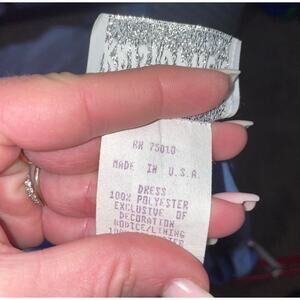 RN 75010
MADE IN U.S.A.
DRESS
100% POLYESTER
EXCLUSIVE OF
DECORATION
BODICE/LINING